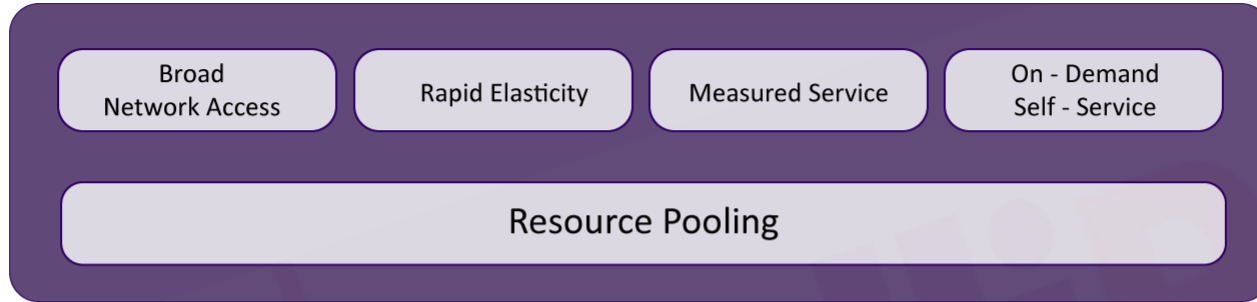 Broad
Network Access
Rapid Elasticity
Measured Service
On - Demand
Self - Service
Resource Pooling